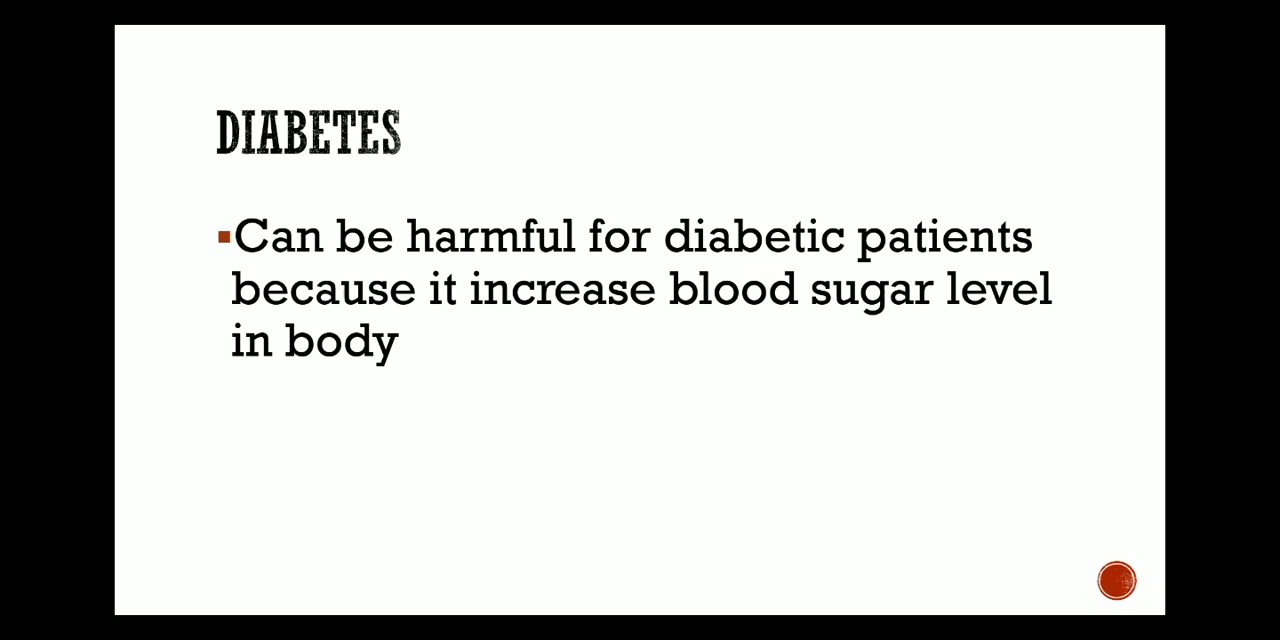 DIABETES
▪Can be harmful for diabetic patients
because it increase blood sugar level
in body